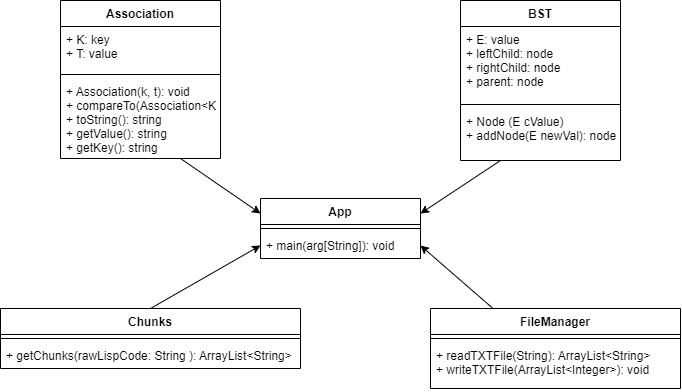 Association
+ K: key
+ T: value
+ Association(k, t): void
+ compareTo(Association<K
+ toString(): string
+ getValue(): string
+ getKey(): string
BST
+ E: value
+ leftChild: node
+ rightChild: node
+ parent: node
+ Node (E cValue)
+ addNode(E newVal): node
App
+ main(arg[String]): void
Chunks
+ getChunks(rawLispCode: String ): ArrayList<String>
FileManager
+ readTXTFile(String): ArrayList<String>
+ writeTXTFile(ArrayList<Integer>): void